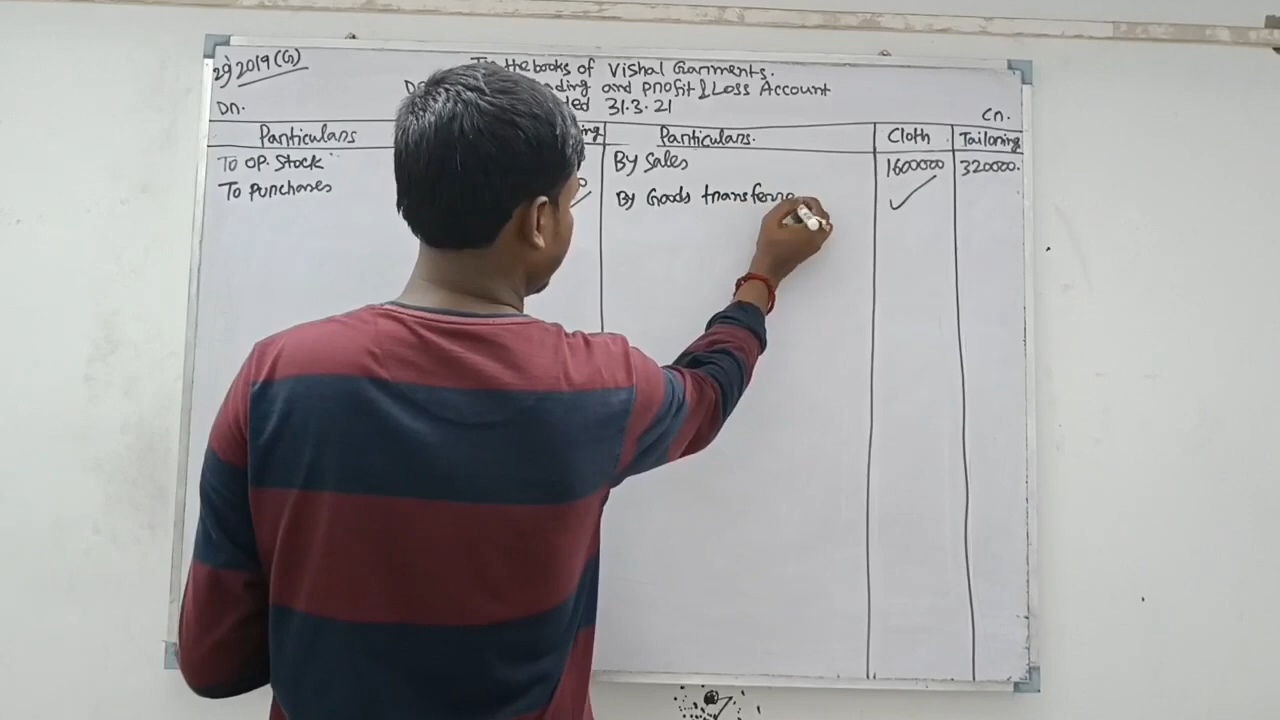 29) 2019(G)
the books of Vishal Garments.
ading and Profit & Loss Account
ded 31.3.21
Dr.
Cr.
Particulars
ing
Particulars.
Cloth
Tailoring
To OP. Stock
By Sales
1600000
320000.
To Purchases
By Goods transferre